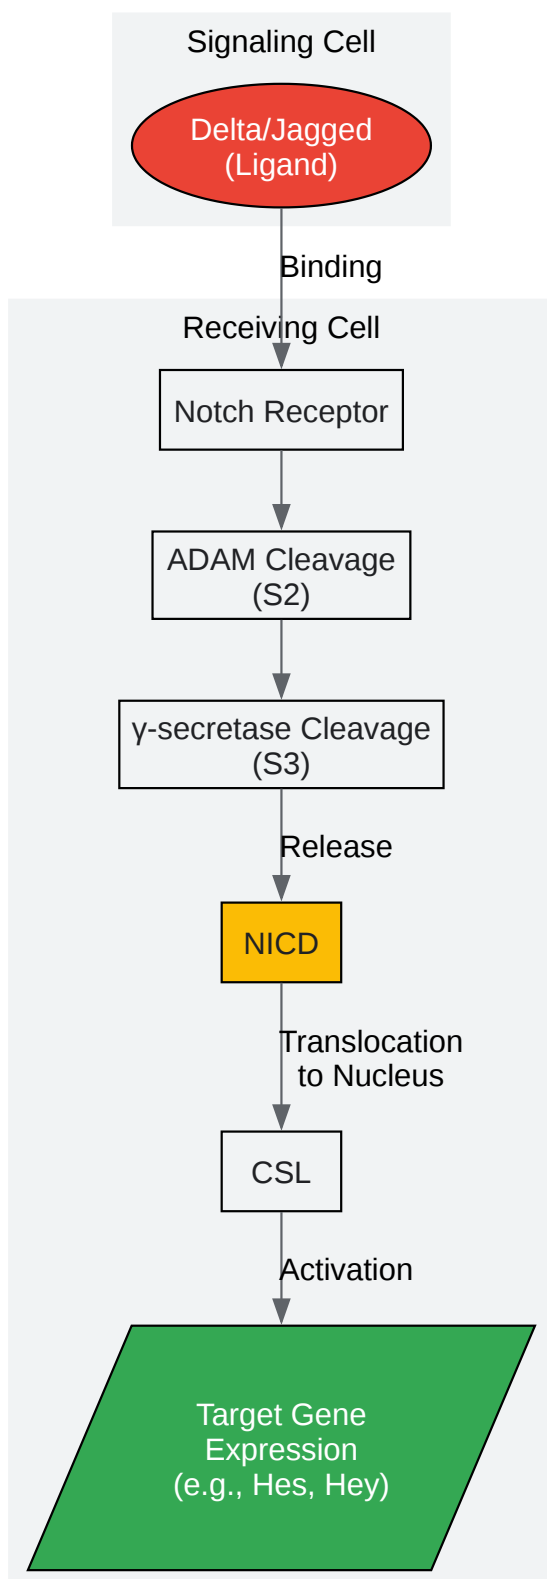 Signaling Cell
Delta/Jagged
(Ligand)
Binding
Receiving Cell
Notch Receptor
ADAM Cleavage
(S2)
γ-secretase Cleavage
(S3)
Release
NICD
Translocation
to Nucleus
CSL
Activation
Target Gene
Expression
(e.g., Hes, Hey)